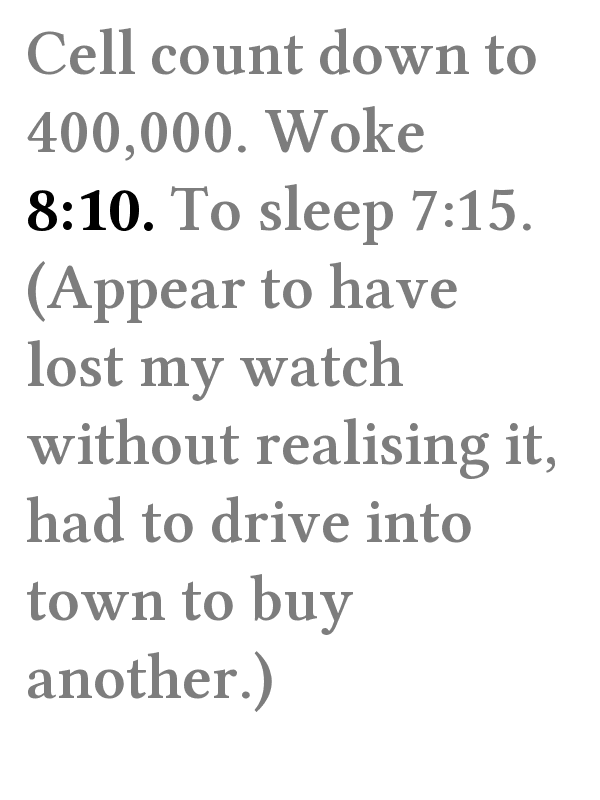 Cell count down to
400,000. Woke
8:10. To sleep 7:15.
(Appear to have
lost my watch
without realising it,
had to drive into
town to buy
another.)